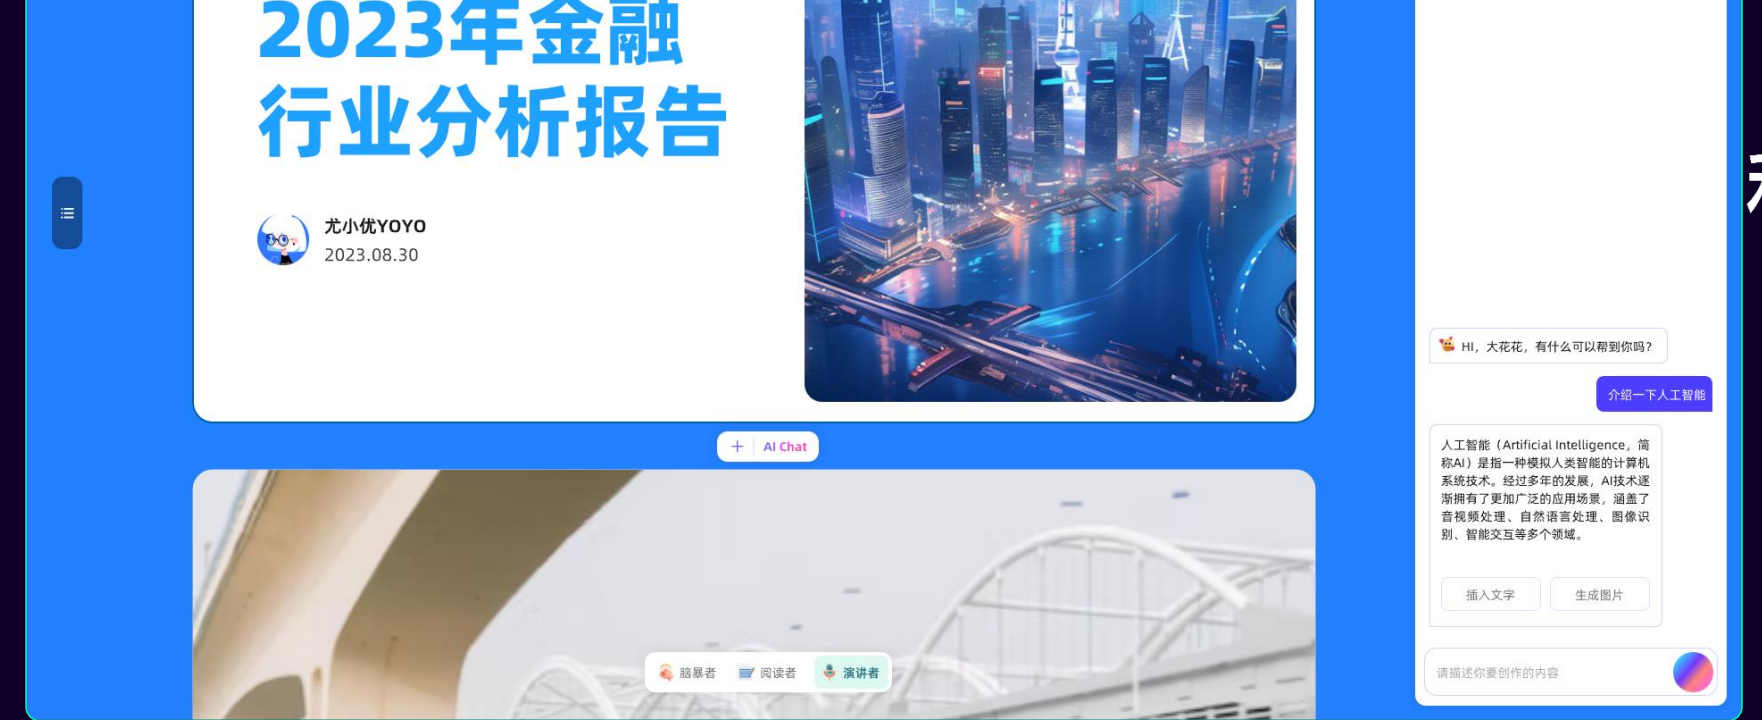 2023年金融
行业分析报告
尤小优YOYO
2023.08.30
AI Chat
脑暴者
阅读者
演讲者
HI，大花花，有什么可以帮到你吗？
介绍一下人工智能
人工智能（Artificial Intelligence，简
称AI）是指一种模拟人类智能的计算机
系统技术。经过多年的发展，AI技术逐
渐拥有了更加广泛的应用场景，涵盖了
音视频处理、自然语言处理、图像识
别、智能交互等多个领域。
插入文字
生成图片
请描述你要创作的内容